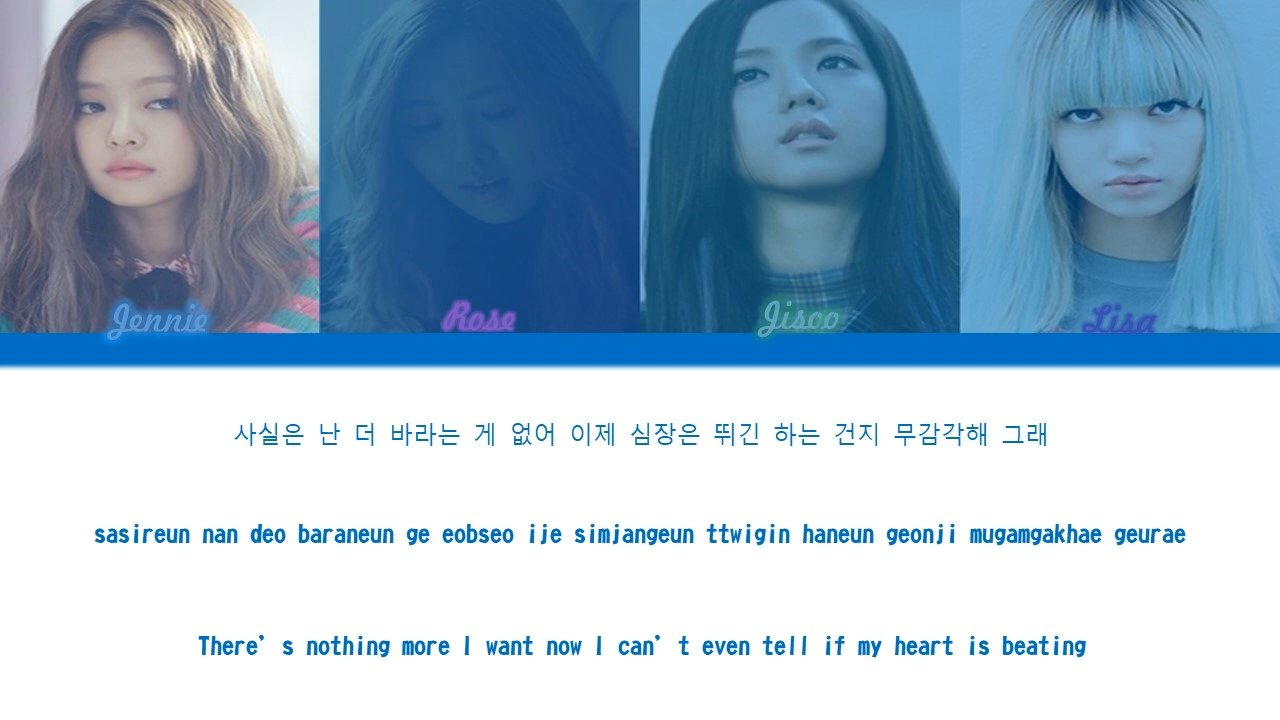 Jennie
Rose
Jisoo
Lisa
사실은 난 더 바라는 게 없어 이제 심장은 뛰긴 하는 건지 무감각해 그래
sasireun nan deo baraneun ge eobseo ije simjangeun ttwigin haneun geonji mugamgakhae geurae
There’s nothing more I want now I can’t even tell if my heart is beating